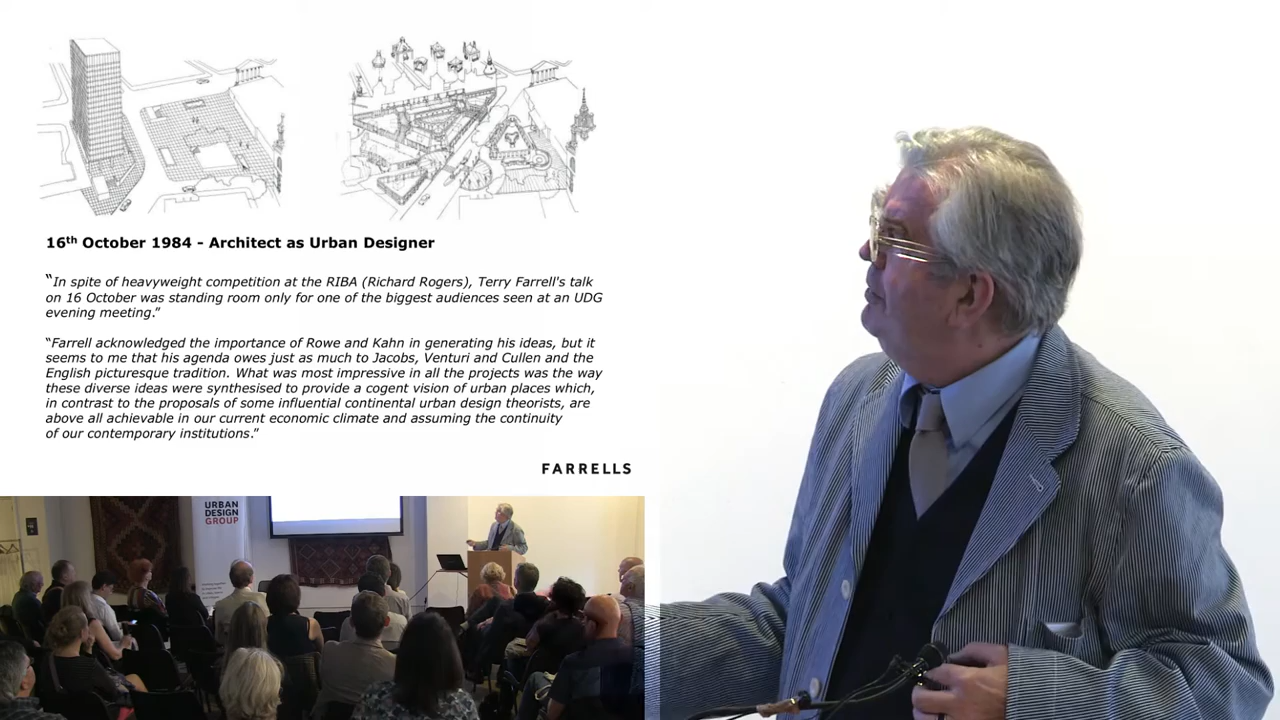 16th October 1984 - Architect as Urban Designer
“In spite of heavyweight competition at the RIBA (Richard Rogers), Terry Farrell's talk
on 16 October was standing room only for one of the biggest audiences seen at an UDG
evening meeting.”
“Farrell acknowledged the importance of Rowe and Kahn in generating his ideas, but it
seems to me that his agenda owes just as much to Jacobs, Venturi and Cullen and the
English picturesque tradition. What was most impressive in all the projects was the way
these diverse ideas were synthesised to provide a cogent vision of urban places which,
in contrast to the proposals of some influential continental urban design theorists, are
above all achievable in our current economic climate and assuming the continuity
of our contemporary institutions.”
FARRELLS
URBAN
DESIGN
GROUP